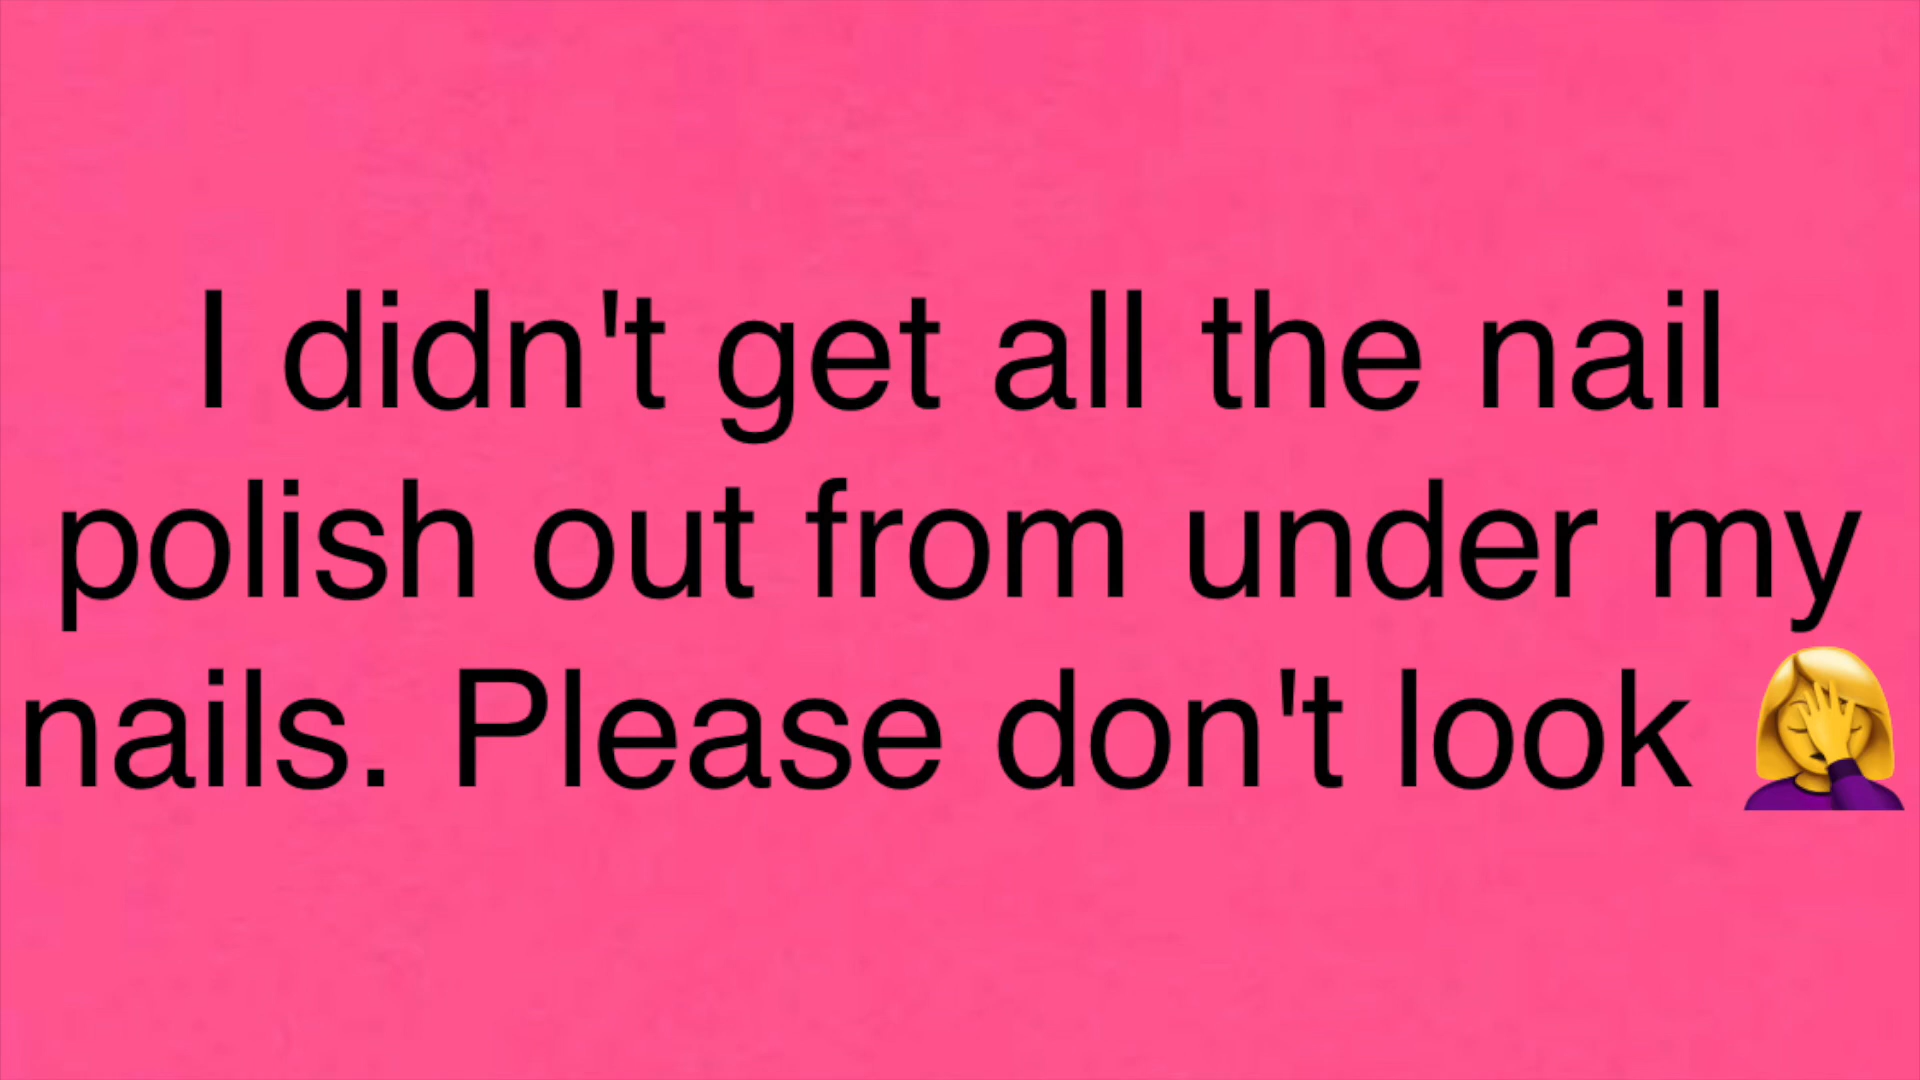 I didn't get all the nail
polish out from under my
nails. Please don't look 🤦‍♀️